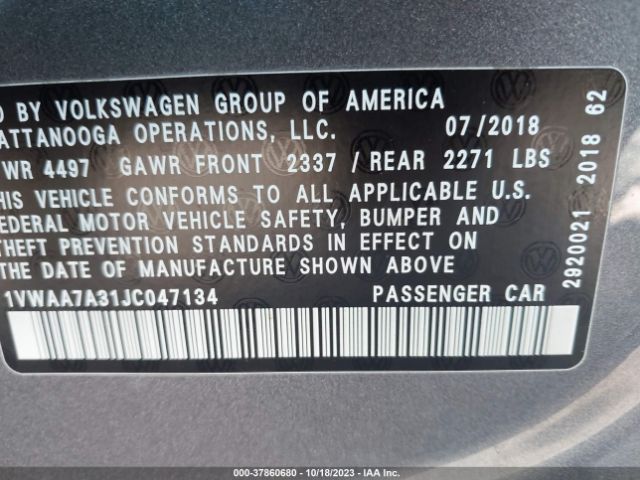 D BY VOLKSWAGEN GROUP OF AMERICA
ATTANOOGA OPERATIONS, LLC. 07/2018
WR 4497 GAWR FRONT 2337 / REAR 2271 LBS
HIS VEHICLE CONFORMS TO ALL APPLICABLE U.S.
EDERAL MOTOR VEHICLE SAFETY, BUMPER AND
THEFT PREVENTION STANDARDS IN EFFECT ON
THE DATE OF MANUFACTURE SHOWN ABOVE
1VWAA7A31JC047134 PASSENGER CAR
2920021 2018 62
000-37860680 | 10/18/2023 | IAA Inc.